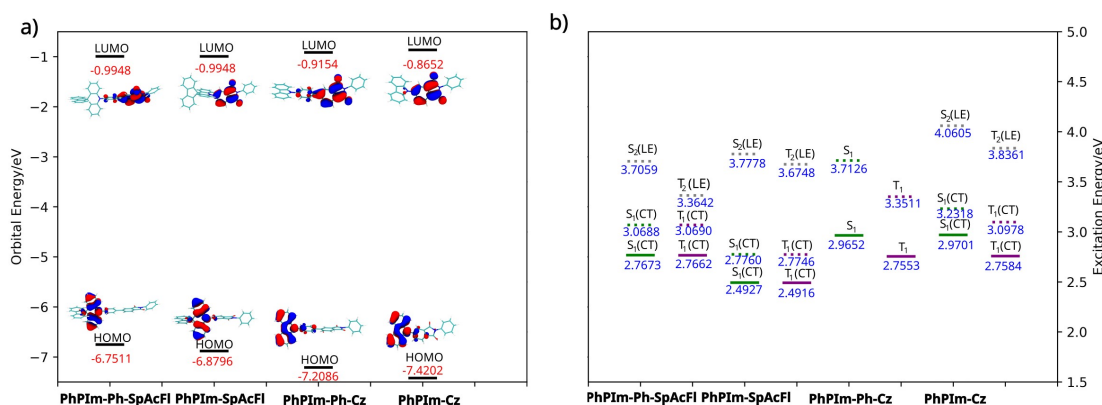 a)
LUMO
-0.9948
LUMO
-0.9948
LUMO
-0.9154
LUMO
-0.8652
−1
−2
−3
−4
−5
−6
−7
Orbital Energy/eV
HOMO
-6.7511
HOMO
-6.8796
HOMO
-7.2086
HOMO
-7.4202
PhPIm-Ph-SpAcFl PhPIm-SpAcFl PhPIm-Ph-Cz PhPIm-Cz
b)
S2(LE)
3.7059
T2(LE)
3.3642
S1(CT)
3.0688
T1(CT)
3.0690
S1(CT)
2.7673
T1(CT)
2.7662
S2(LE)
3.7778
T2(LE)
3.6748
S1(CT)
2.7760
T1(CT)
2.7746
S1(CT)
2.4927
T1(CT)
2.4916
S1
3.7126
T1
3.3511
S1
2.9652
T1
2.7553
S2(LE)
4.0605
T2(LE)
3.8361
S1(CT)
3.2318
T1(CT)
3.0978
S1(CT)
2.9701
T1(CT)
2.7584
5.0
4.5
4.0
3.5
3.0
2.5
2.0
1.5
Excitation Energy/eV
PhPIm-Ph-SpAcFl PhPIm-SpAcFl PhPIm-Ph-Cz PhPIm-Cz